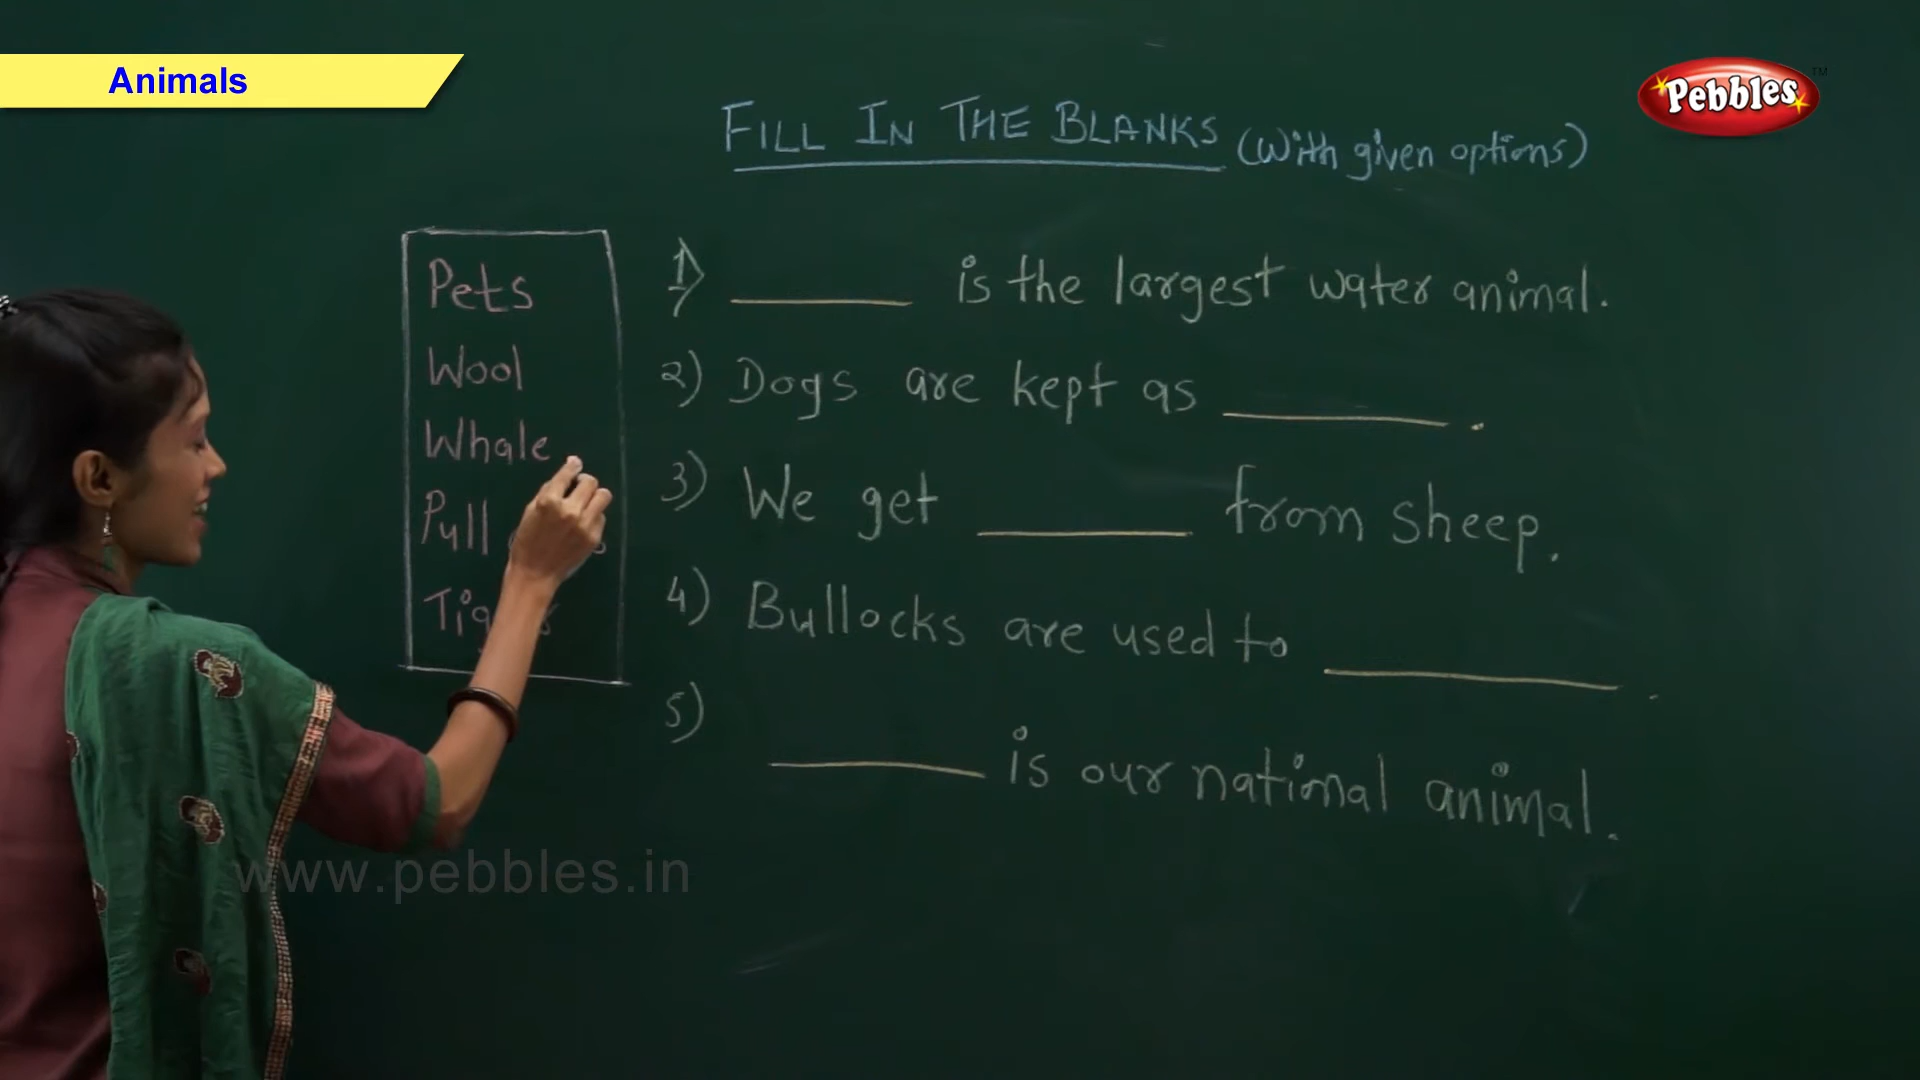 Animals
Pebbles
TM
FILL IN THE BLANKS (With given options)
Pets
Wool
Whale
Pull
1) ______ is the largest water animal.
2) Dogs are kept as ______ .
3) We get ______ from sheep.
4) Bullocks are used to ______ .
5) ______ is our national animal.
www.pebbles.in